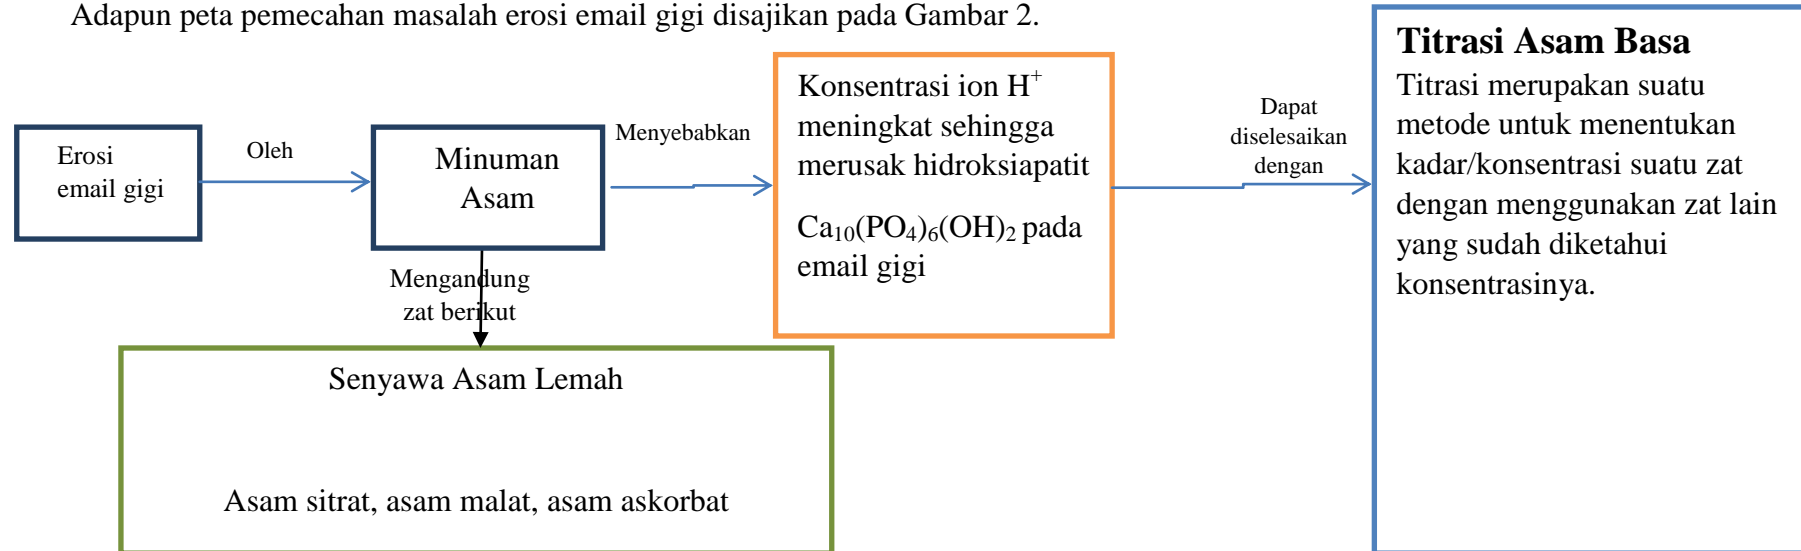 Adapun peta pemecahan masalah erosi email gigi disajikan pada Gambar 2.
Erosi
email gigi
Oleh
Minuman
Asam
Menyebabkan
Konsentrasi ion H⁺
meningkat sehingga
merusak hidroksiapatit
Ca₁₀(PO₄)₆(OH)₂ pada
email gigi
Dapat
diselesaikan
dengan
Titrasi Asam Basa
Titrasi merupakan suatu
metode untuk menentukan
kadar/konsentrasi suatu zat
dengan menggunakan zat lain
yang sudah diketahui
konsentrasinya.
Mengandung
zat berikut
Senyawa Asam Lemah
Asam sitrat, asam malat, asam askorbat